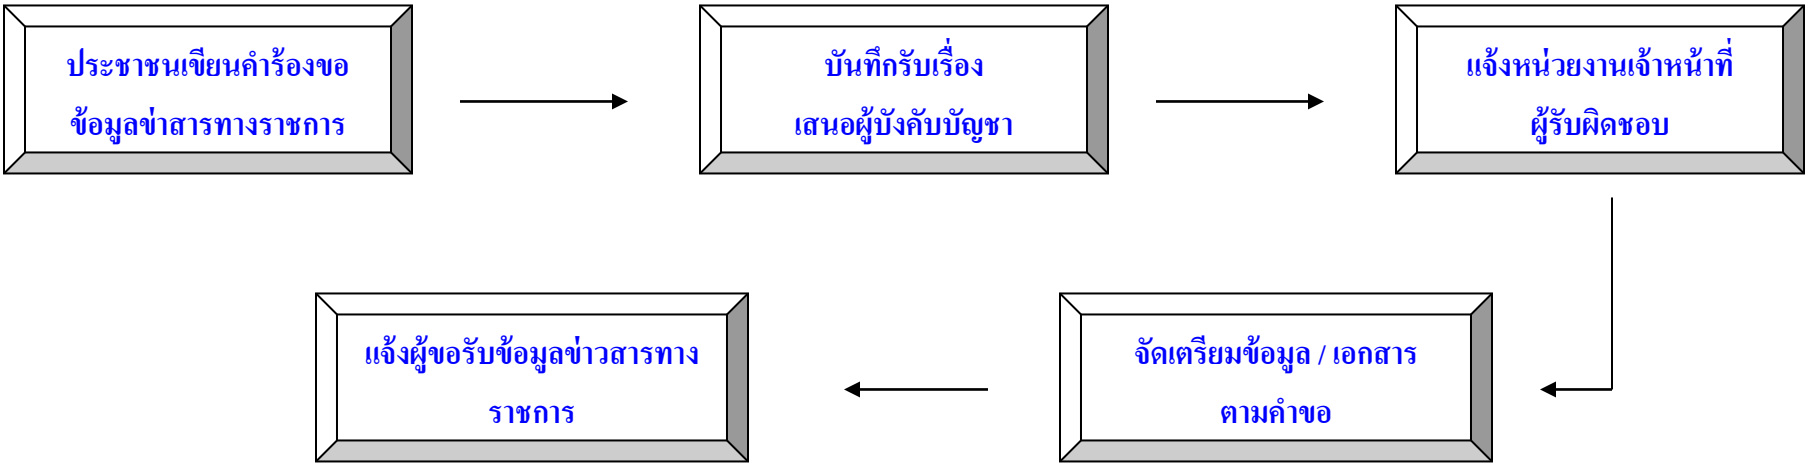 ประชาชนเขียนคำร้องขอ
ข้อมูลข่าสารทางราชการ
บันทึกรับเรื่อง
เสนอผู้บังคับบัญชา
แจ้งหน่วยงานเจ้าหน้าที่
ผู้รับผิดชอบ
จัดเตรียมข้อมูล / เอกสาร
ตามคำขอ
แจ้งผู้ขอรับข้อมูลข่าวสารทาง
ราชการ